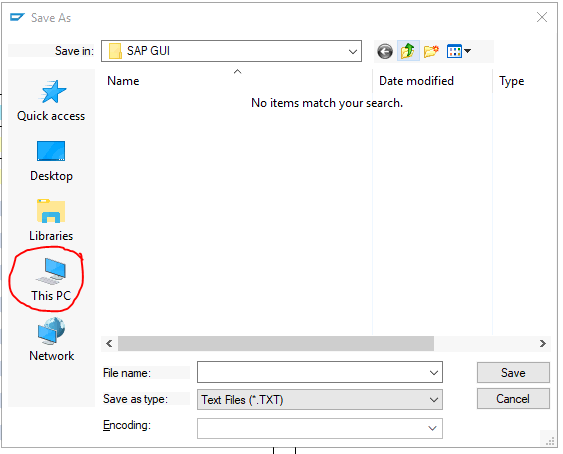 Save As
Save in: SAP GUI
Name Date modified Type
No items match your search.
Quick access
Desktop
Libraries
This PC
Network
File name: Save
Save as type: Text Files (*.TXT) Cancel
Encoding: